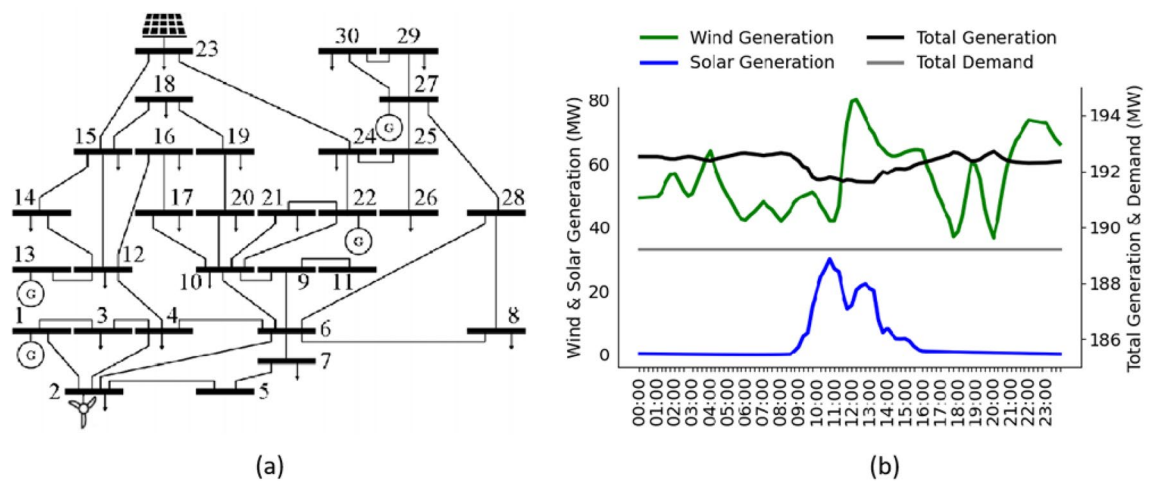 23
30 29
18
27
G
15 16 19 24 25
14 17 20 21 22 26 28
G
13 12 10 9 11
G
1 3 4 6 8
G
7
2 5
(a)
Wind Generation Total Generation
Solar Generation Total Demand
Wind & Solar Generation (MW)
80
60
40
20
0
Total Generation & Demand (MW)
194
192
190
188
186
00:00
01:00
02:00
03:00
04:00
05:00
06:00
07:00
08:00
09:00
10:00
11:00
12:00
13:00
14:00
15:00
16:00
17:00
18:00
19:00
20:00
21:00
22:00
23:00
(b)